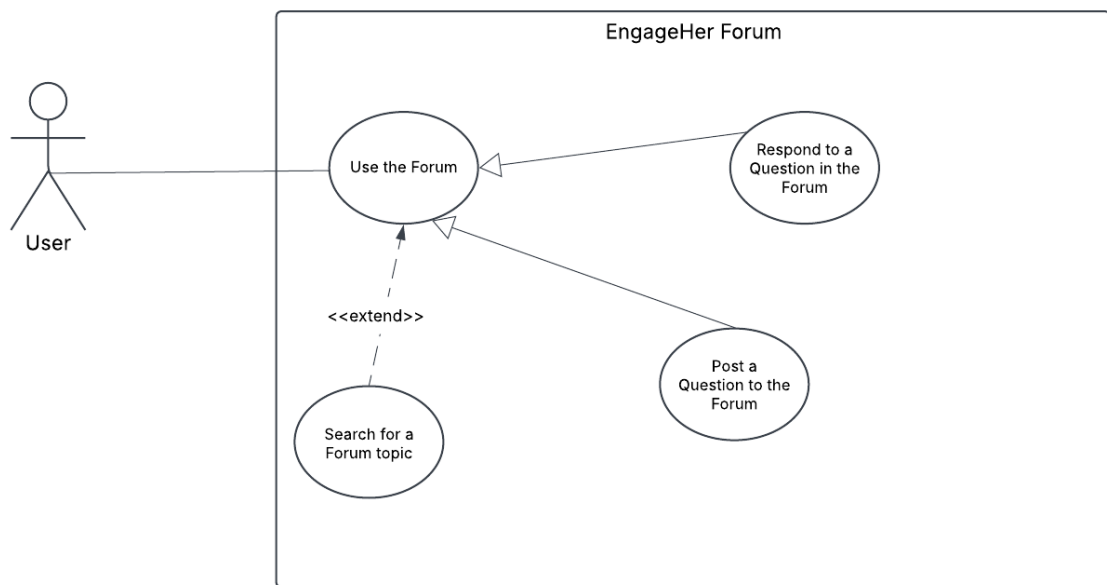 EngageHer Forum
Use the Forum
Respond to a
Question in the
Forum
User
<<extend>>
Post a
Question to the
Forum
Search for a
Forum topic